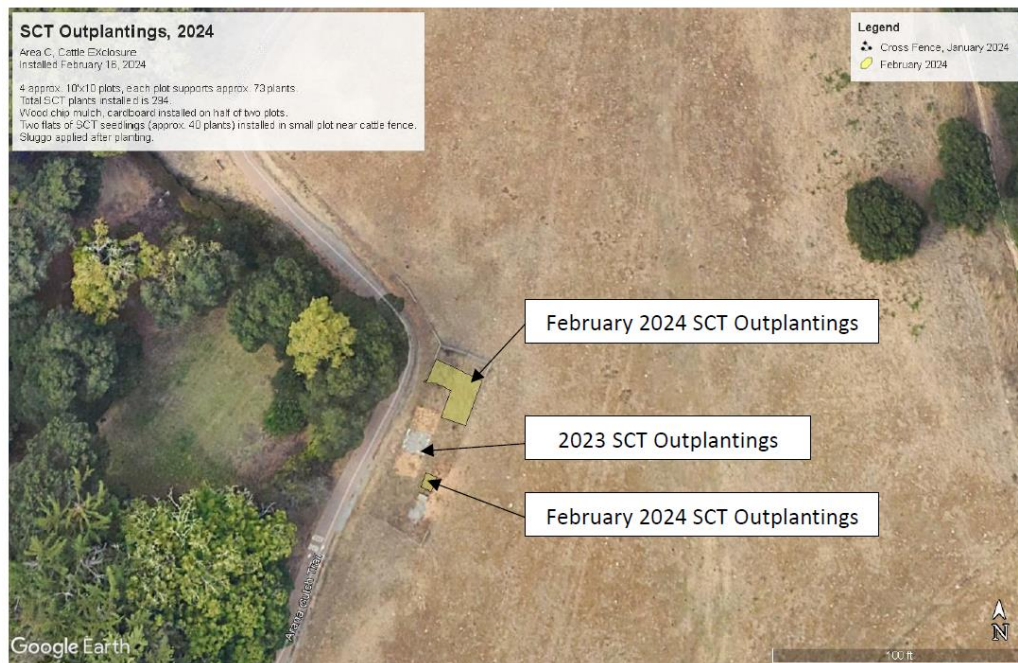 SCT Outplantings, 2024
Area C, Cattle EXclosure
Installed February 16, 2024
4 approx. 10'x10 plots, each plot supports approx. 73 plants.
Total SCT plants installed is 294.
Wood chip mulch, cardboard installed on half of two plots.
Two flats of SCT seedlings (approx. 40 plants) installed in small plot near cattle fence.
Sluggo applied after planting.
Legend
Cross Fence, January 2024
February 2024
February 2024 SCT Outplantings
2023 SCT Outplantings
February 2024 SCT Outplantings
Arana Gulch Trail
Google Earth
N
100 ft